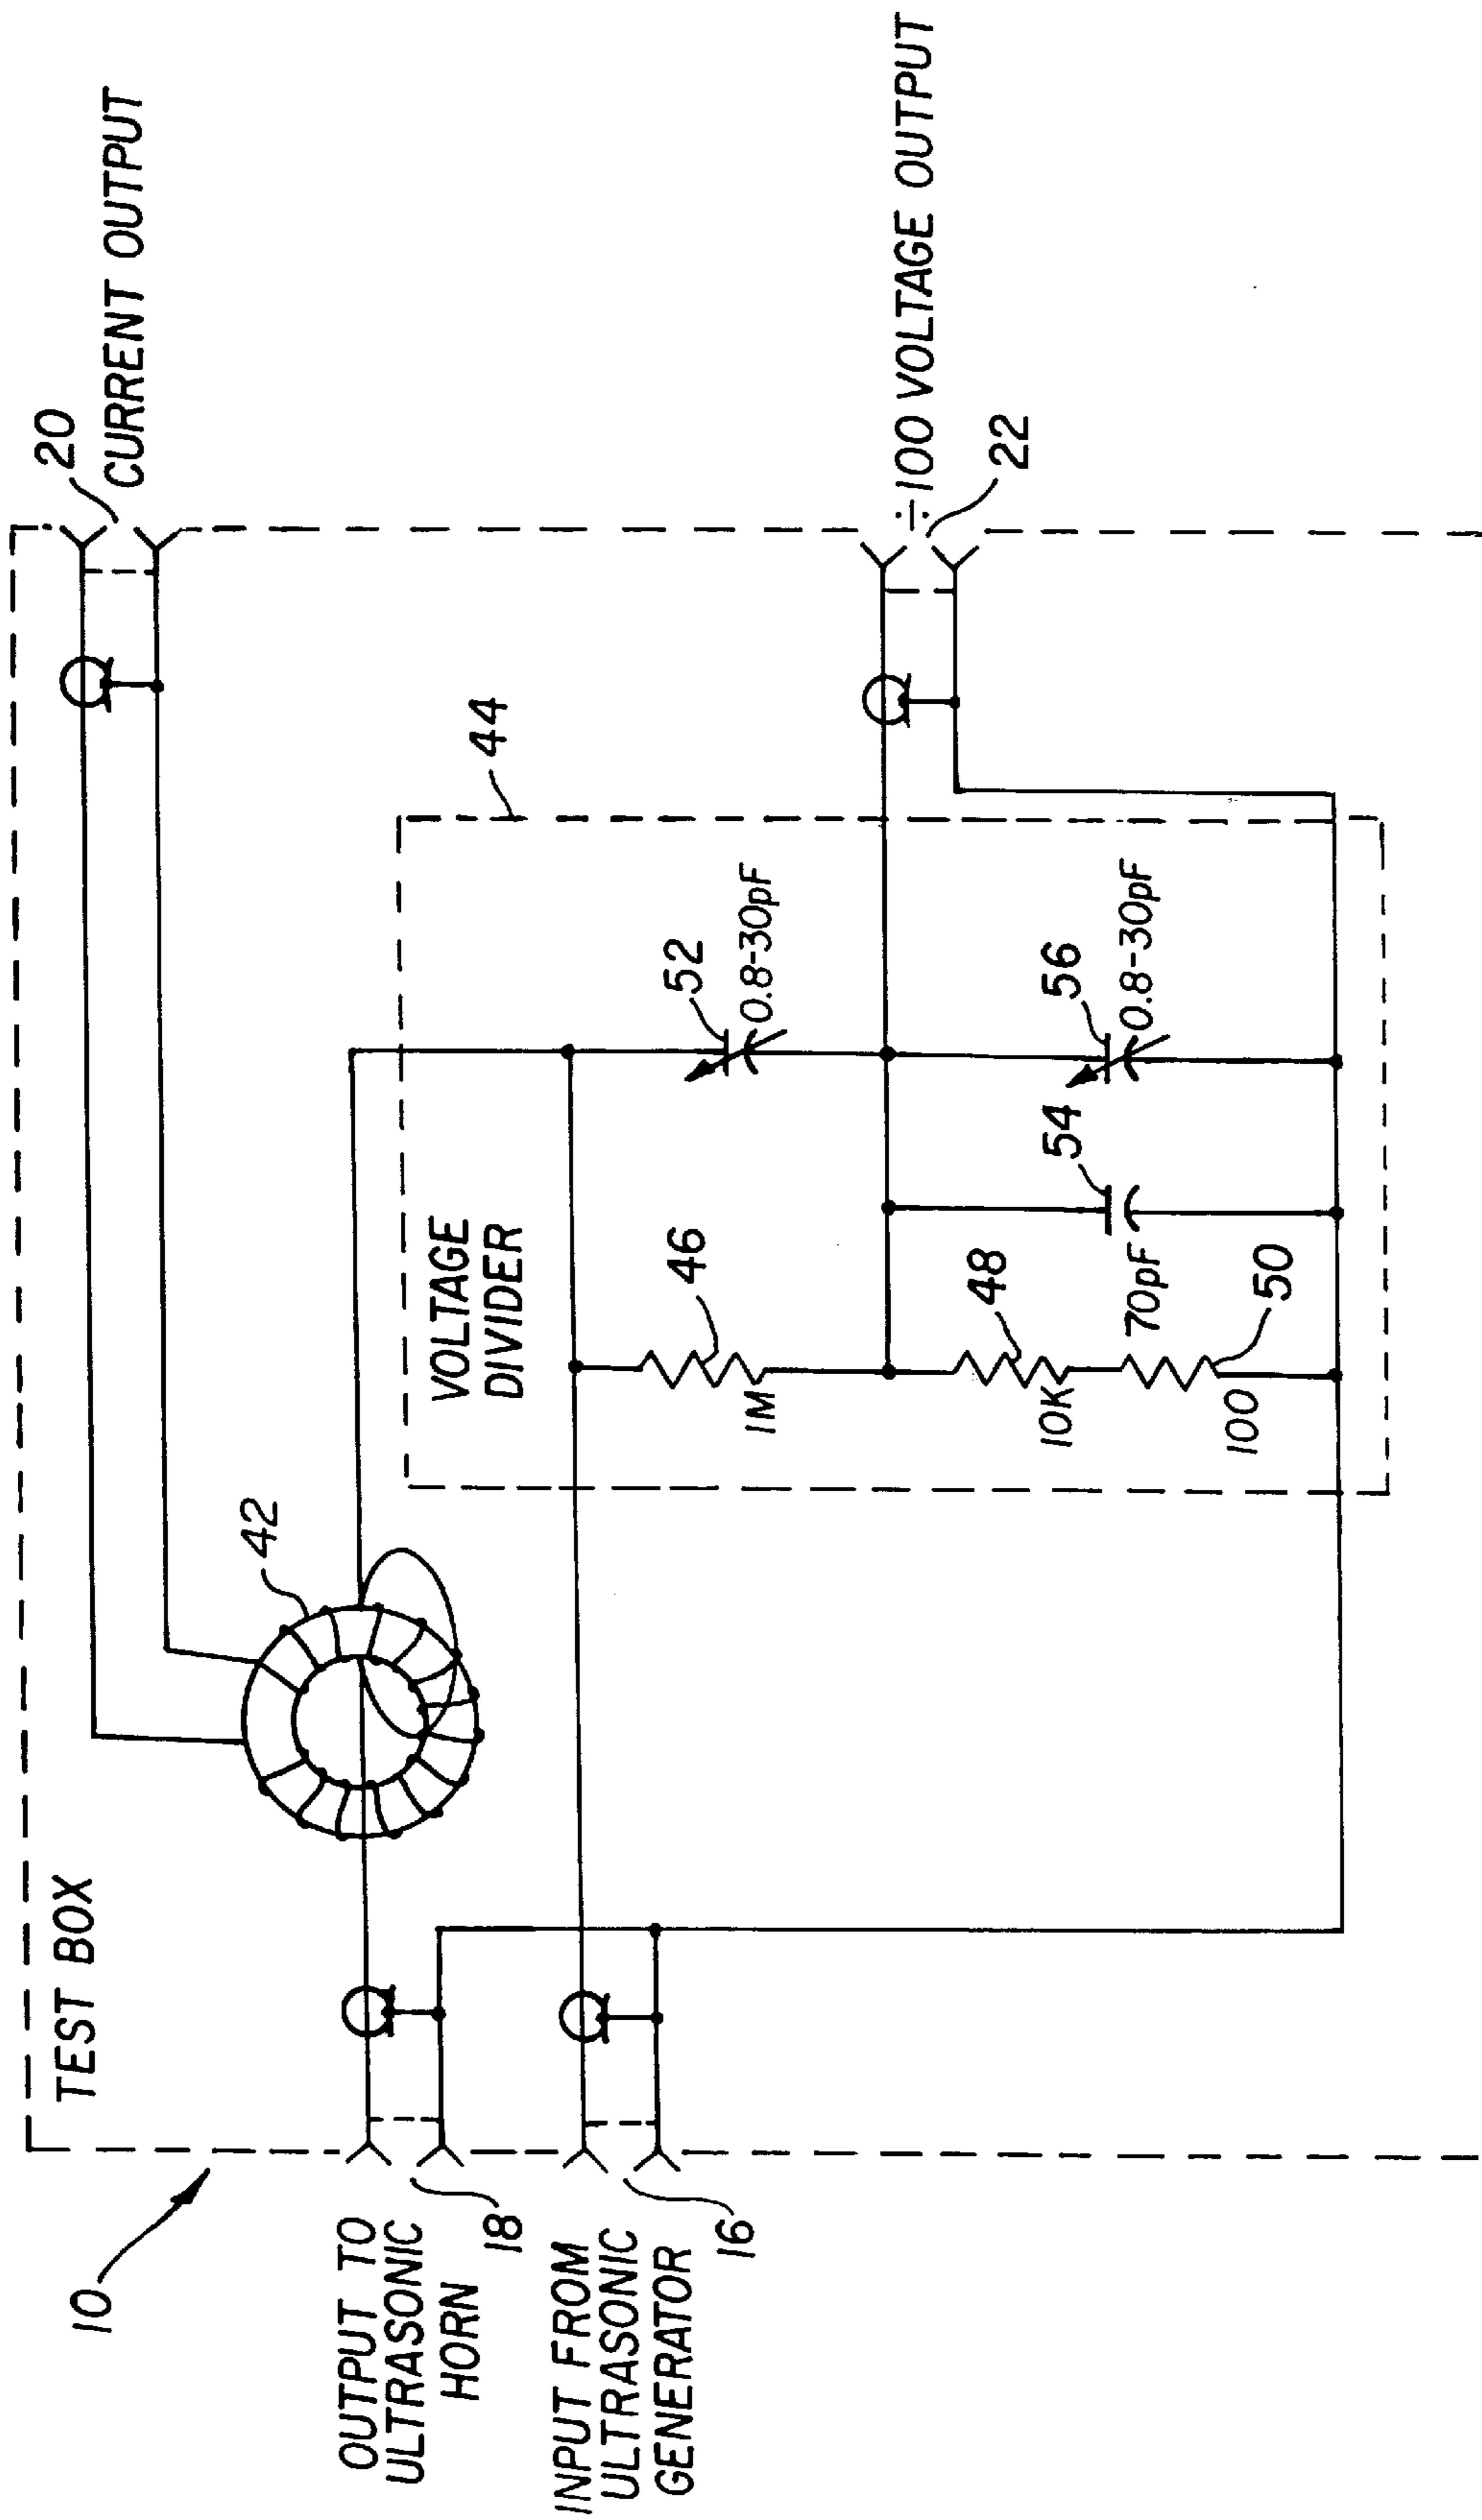 10
TEST BOX
OUTPUT TO
ULTRASONIC
HORN
18
INPUT FROM
ULTRASONIC
GENERATOR
16
42
20
CURRENT OUTPUT
44
VOLTAGE
DIVIDER
46
1M
52
0.8-30pF
48
10K
54
70pF
56
0.8-30pF
50
100
÷100 VOLTAGE OUTPUT
22